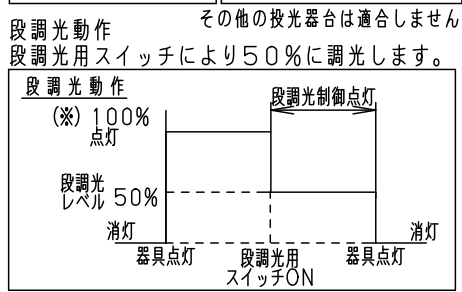 その他の投光器台は適合しません
段調光動作
段調光用スイッチにより50％に調光します。
段調光動作
(※) 100%
点灯
段調光制御点灯
段調光
レベル 50%
消灯
消灯
器具点灯
段調光用
スイッチON
器具点灯